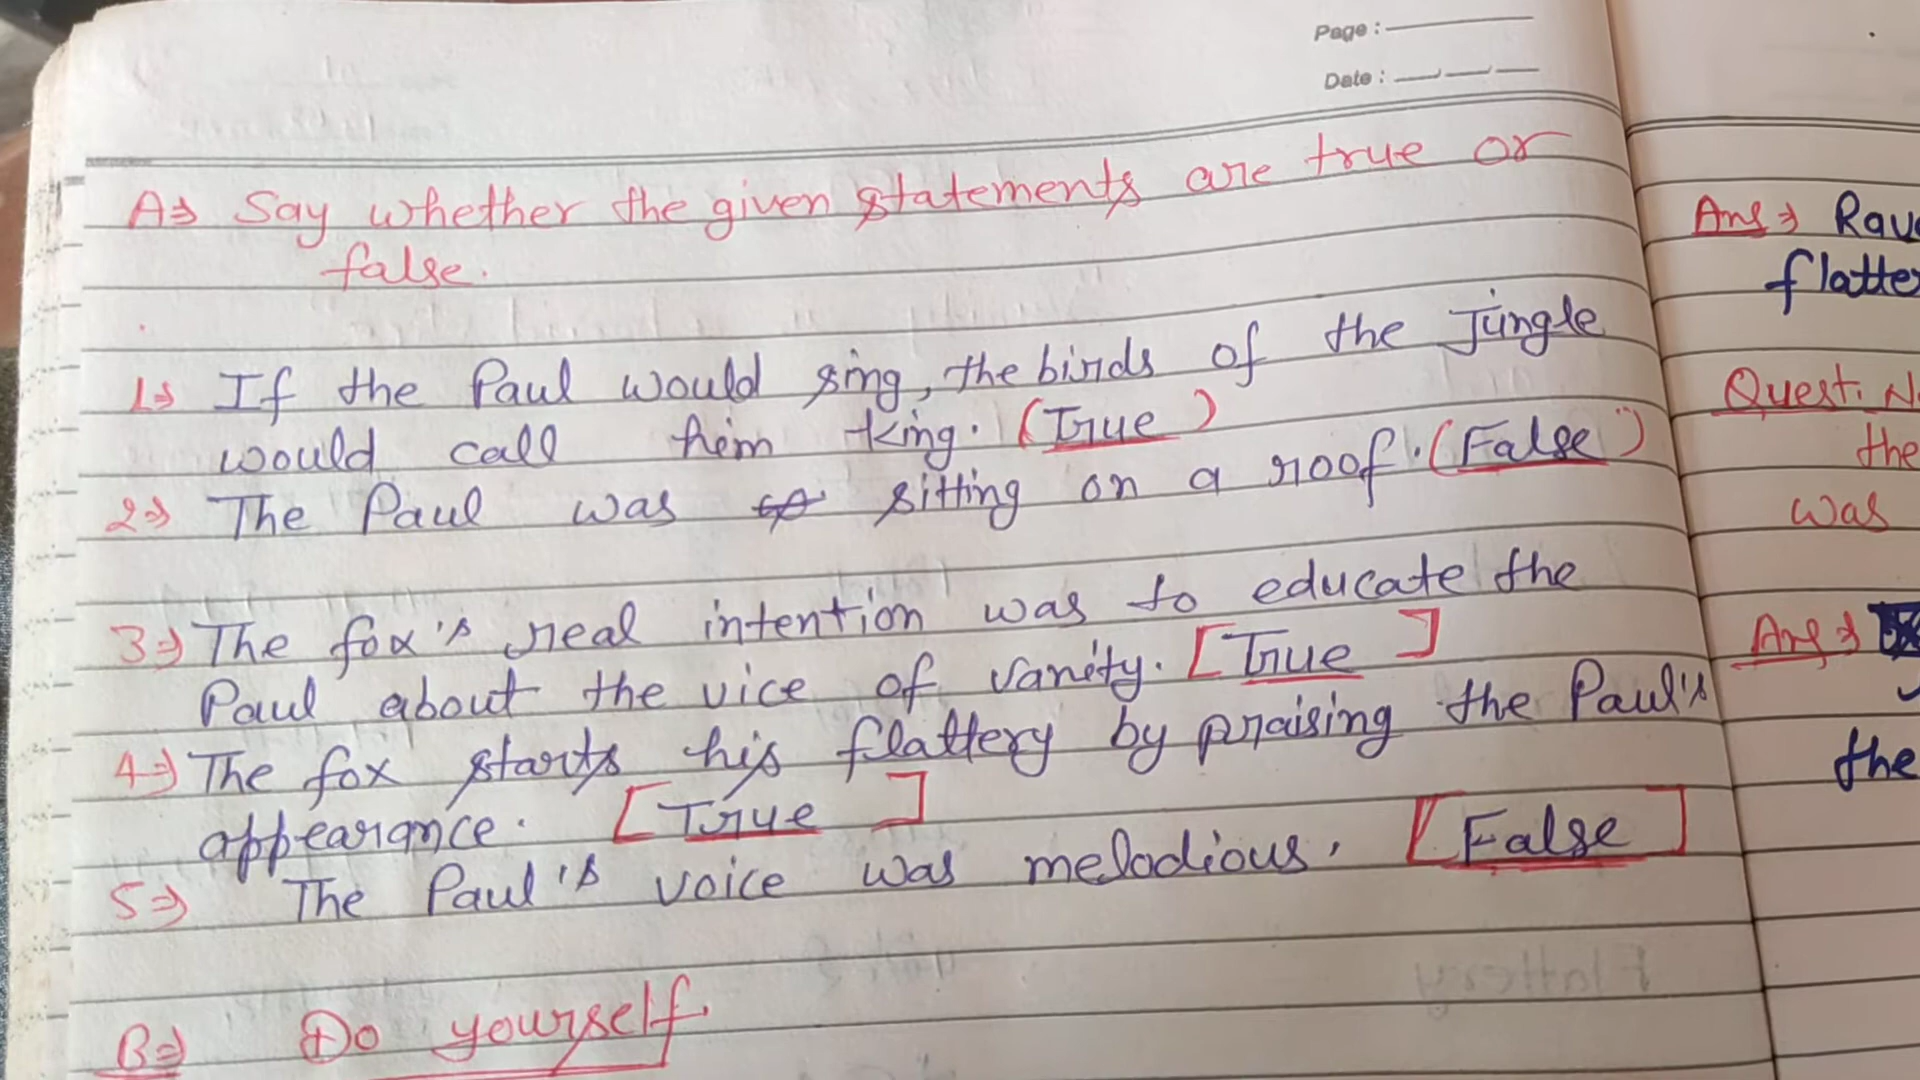 Page :
Date :
A⇒ Say whether the given statements are true or
false.
1⇒ If the Paul would sing, the birds of the Jungle
would call him king. (True)
2⇒ The Paul was sitting on a roof. (False)
3⇒ The fox's real intention was to educate the
Paul about the vice of vanity. [True]
4⇒ The fox starts his flattery by praising the Paul's
appearance. [True]
5⇒ The Paul's voice was melodious. [False]
B⇒ Do yourself.
Ans⇒
Quest.
the
was
Ans⇒
the